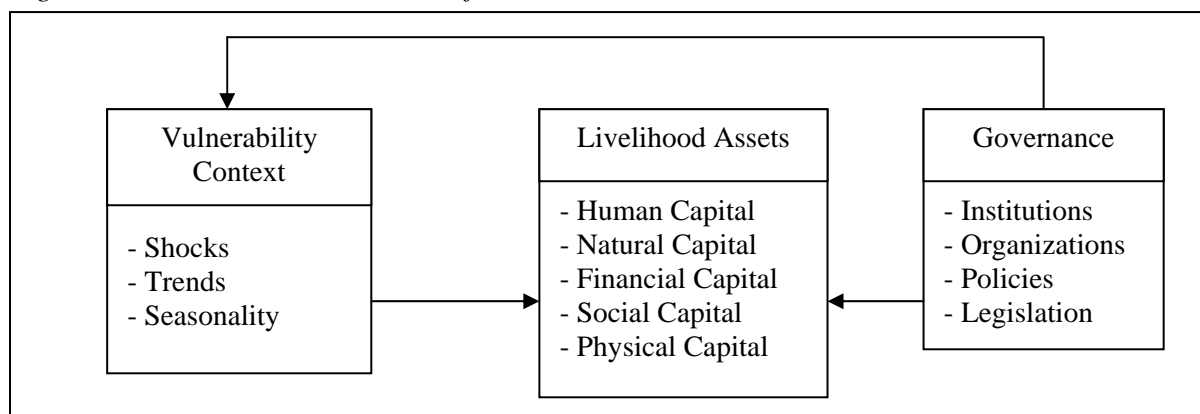 Vulnerability
Context
- Shocks
- Trends
- Seasonality
Livelihood Assets
- Human Capital
- Natural Capital
- Financial Capital
- Social Capital
- Physical Capital
Governance
- Institutions
- Organizations
- Policies
- Legislation